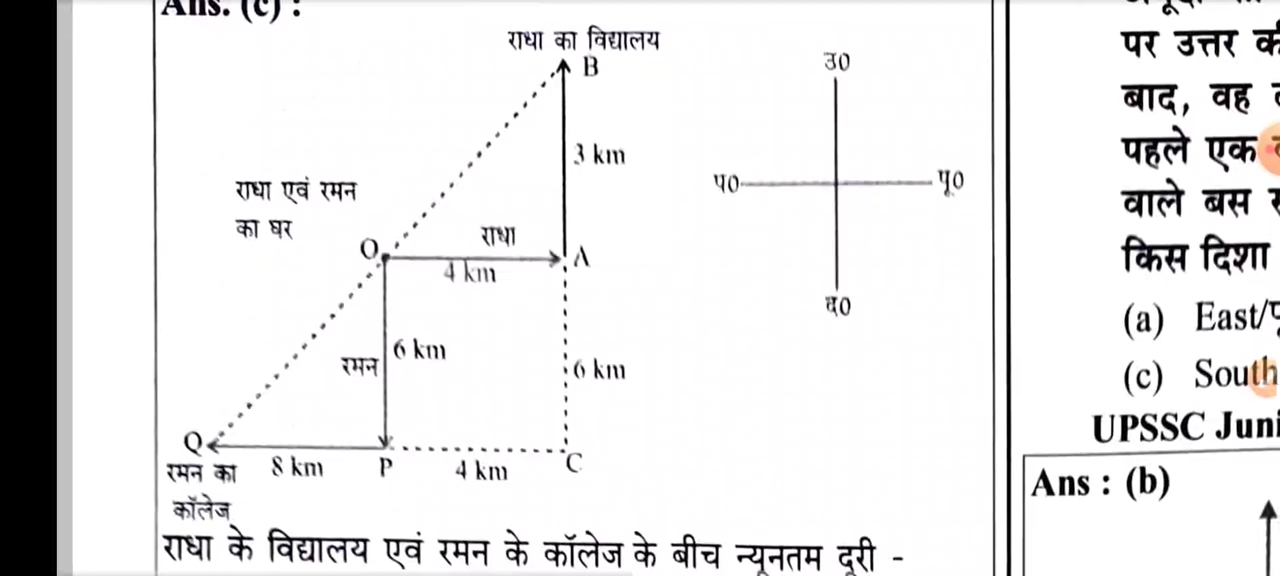 Ans. (c) :
राधा का विद्यालय
B
3 km
राधा एवं रमन
का घर
O
राधा
4 km
A
रमन
6 km
6 km
Q
8 km
P
4 km
C
रमन का
कॉलेज
राधा के विद्यालय एवं रमन के कॉलेज के बीच न्यूनतम दूरी -
उ0
प0
पू0
द0
पर उत्तर
बाद, वह
पहले एक
वाले बस
किस दिशा
(a) East/
(c) South
UPSSC Juni
Ans : (b)